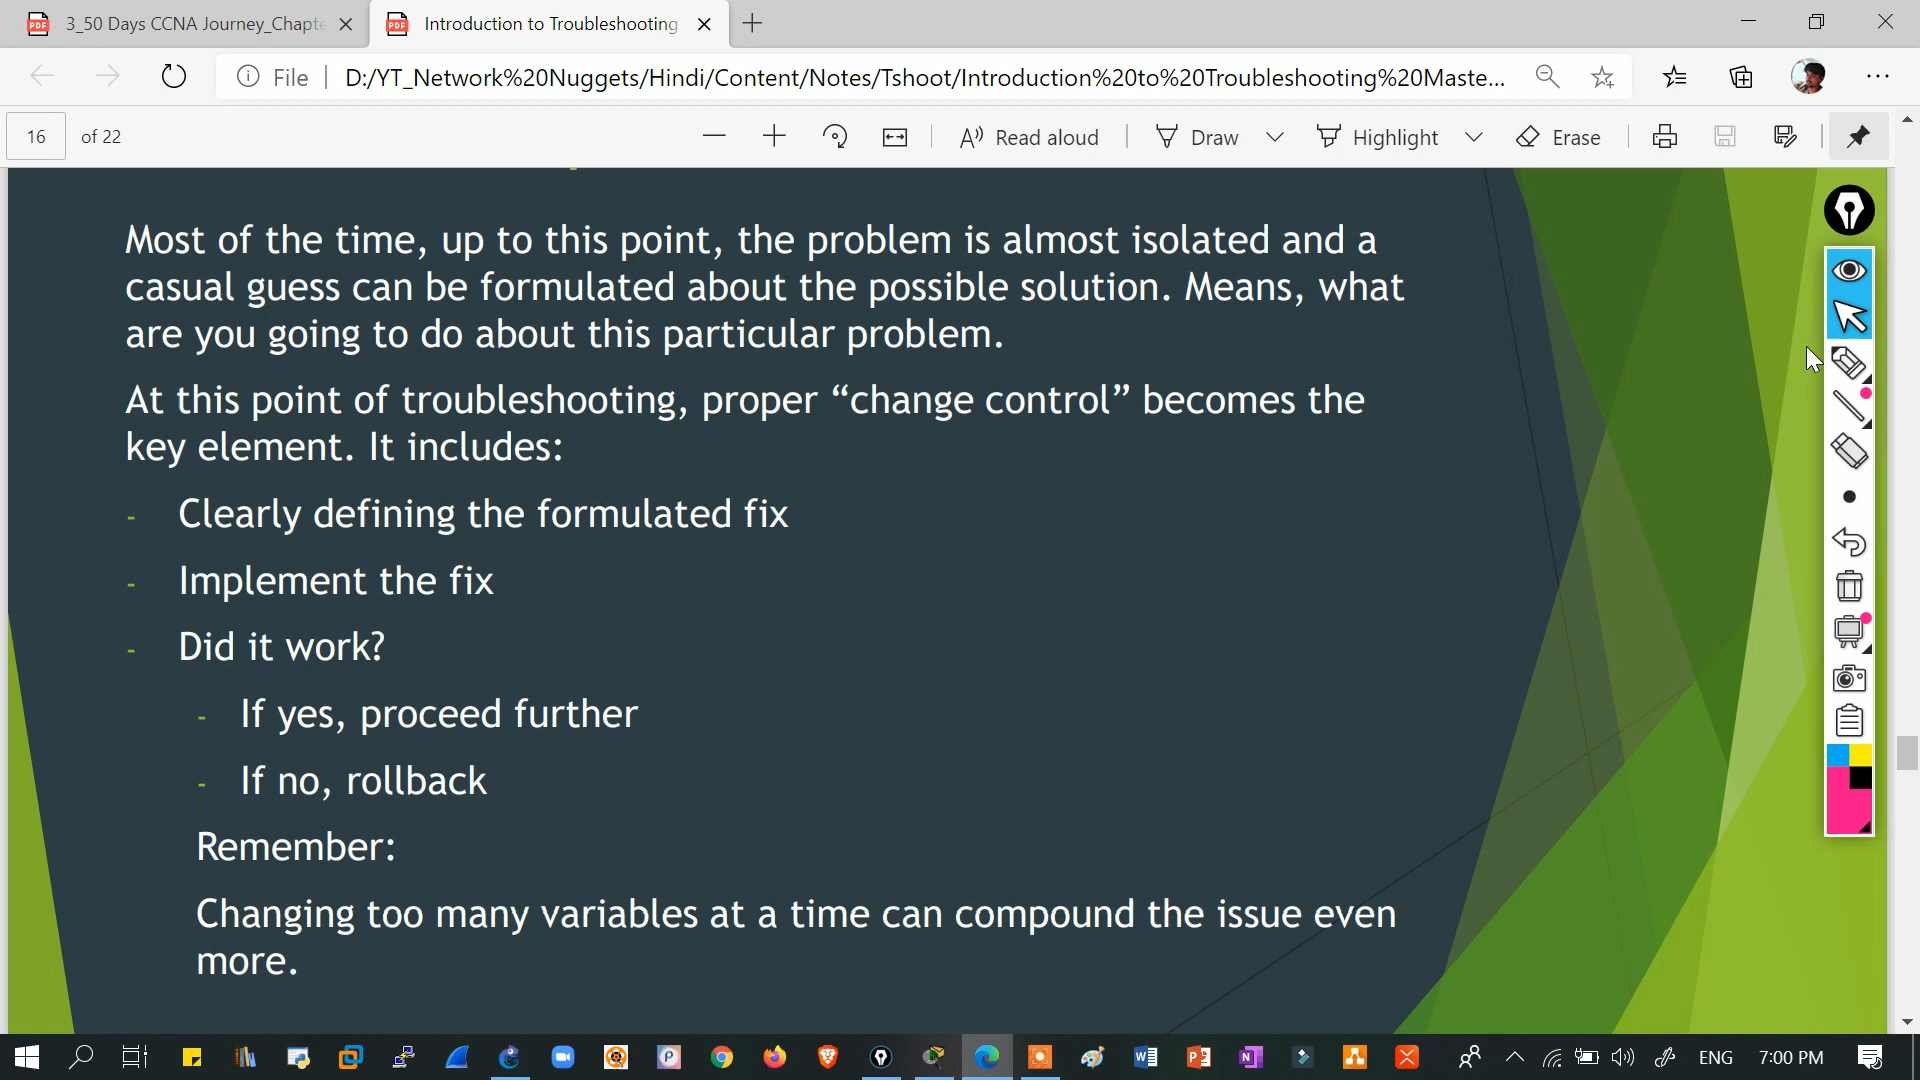 3_50 Days CCNA Journey_Chapte
Introduction to Troubleshooting
File
D:/YT_Network%20Nuggets/Hindi/Content/Notes/Tshoot/Introduction%20to%20Troubleshooting%20Maste...
16 of 22
Read aloud
Draw
Highlight
Erase
Most of the time, up to this point, the problem is almost isolated and a
casual guess can be formulated about the possible solution. Means, what
are you going to do about this particular problem.
At this point of troubleshooting, proper “change control” becomes the
key element. It includes:
- Clearly defining the formulated fix
- Implement the fix
- Did it work?
- If yes, proceed further
- If no, rollback
Remember:
Changing too many variables at a time can compound the issue even
more.
ENG
7:00 PM